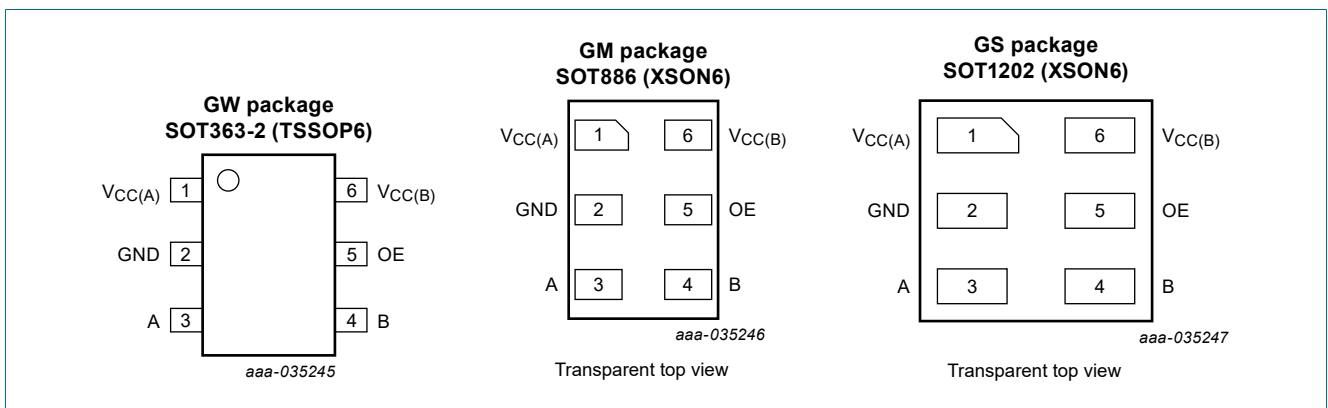 GW package
SOT363-2 (TSSOP6)
VCC(A) 1 6 VCC(B)
GND 2 5 OE
A 3 4 B
aaa-035245
GM package
SOT886 (XSON6)
VCC(A) 1 6 VCC(B)
GND 2 5 OE
A 3 4 B
aaa-035246
Transparent top view
GS package
SOT1202 (XSON6)
VCC(A) 1 6 VCC(B)
GND 2 5 OE
A 3 4 B
aaa-035247
Transparent top view